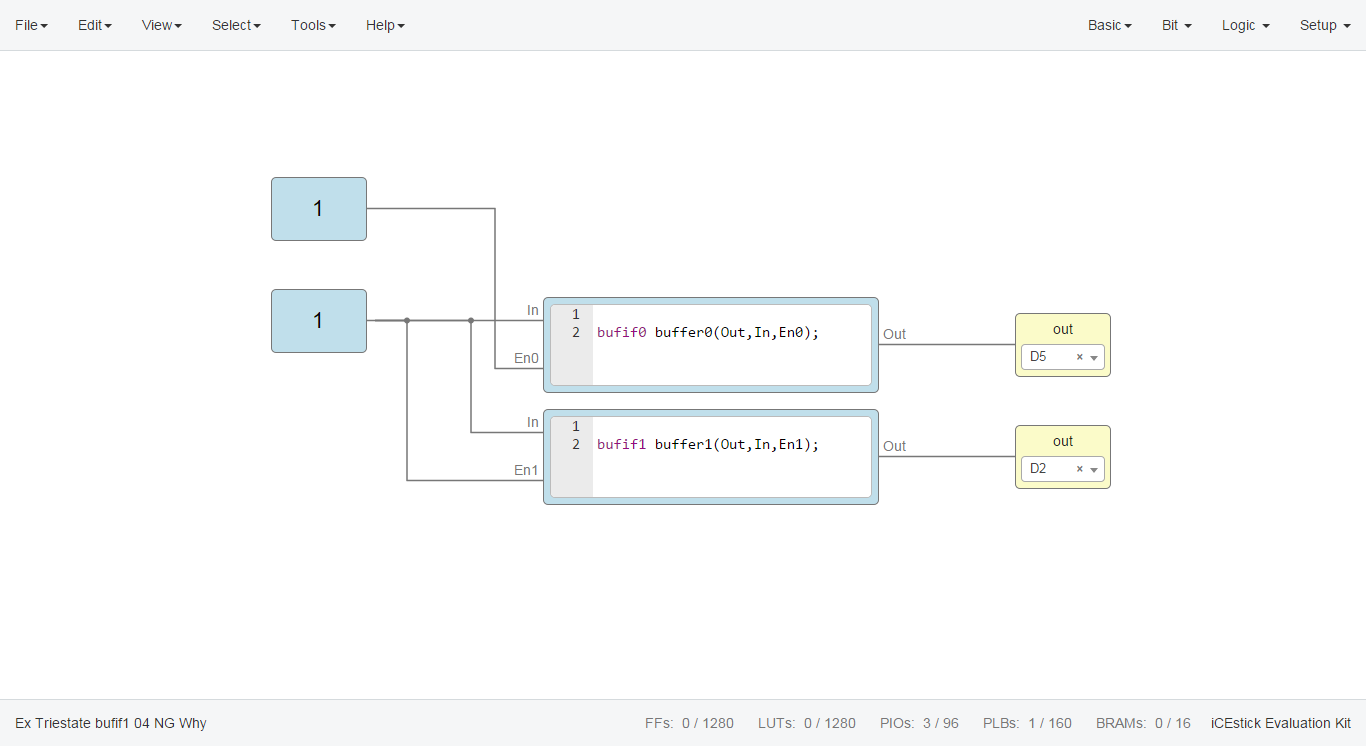 File Edit View Select Tools Help Basic Bit Logic Setup
1
1
In
En0
1
2 bufif0 buffer0(Out,In,En0);
Out
out
D5 ×
In
En1
1
2 bufif1 buffer1(Out,In,En1);
Out
out
D2 ×
Ex Triestate bufif1 04 NG Why FFs: 0 / 1280 LUTs: 0 / 1280 PIOs: 3 / 96 PLBs: 1 / 160 BRAMs: 0 / 16 iCEstick Evaluation Kit